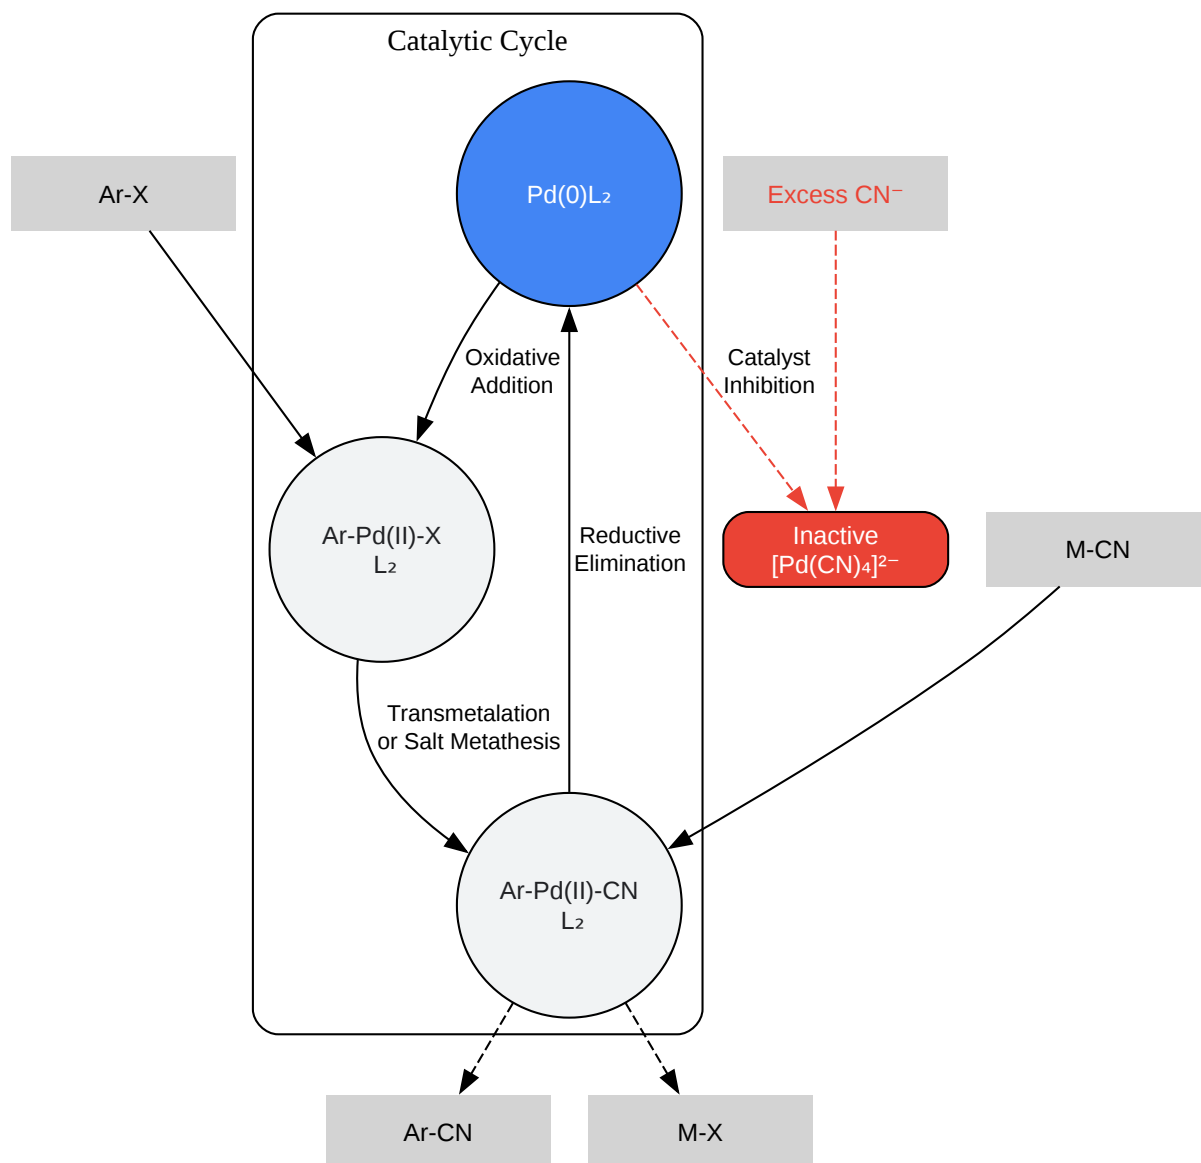 Catalytic Cycle
Ar-X
Pd(0)L₂
Excess CN⁻
Oxidative
Addition
Catalyst
Inhibition
Ar-Pd(II)-X
L₂
Reductive
Elimination
Inactive
[Pd(CN)₄]²⁻
M-CN
Transmetalation
or Salt Metathesis
Ar-Pd(II)-CN
L₂
Ar-CN
M-X